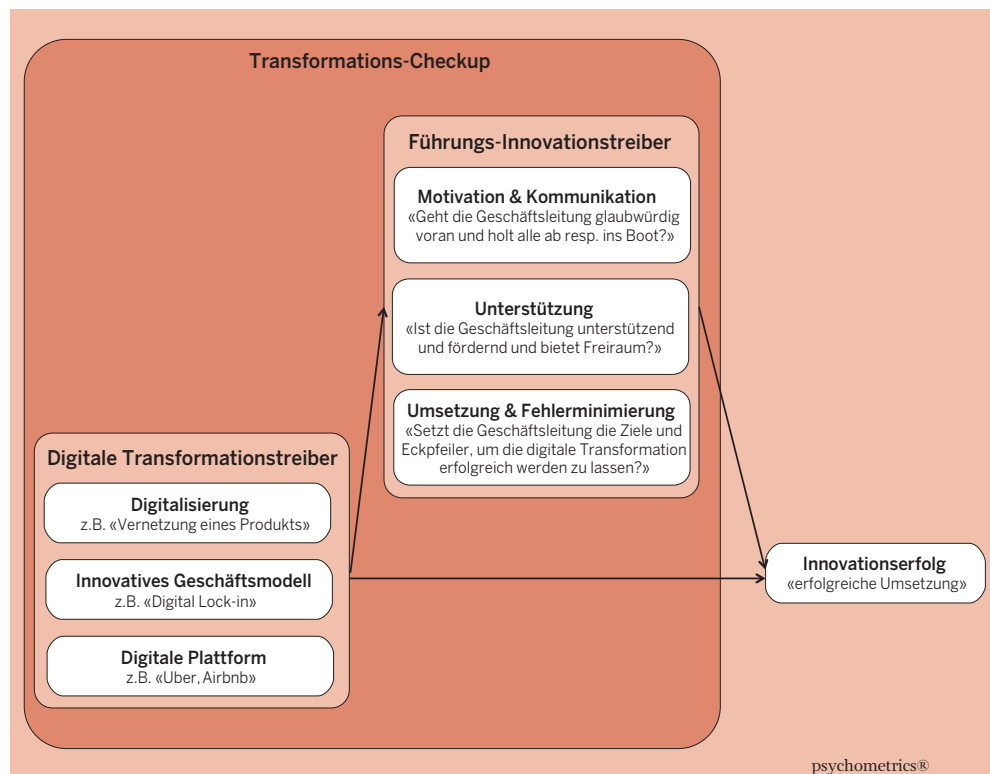 Transformations-Checkup
Führungs-Innovationstreiber
Motivation & Kommunikation
«Geht die Geschäftsleitung glaubwürdig
voran und holt alle ab resp. ins Boot?»
Unterstützung
«Ist die Geschäftsleitung unterstützend
und fördernd und bietet Freiraum?»
Umsetzung & Fehlerminimierung
«Setzt die Geschäftsleitung die Ziele und
Eckpfeiler, um die digitale Transformation
erfolgreich werden zu lassen?»
Digitale Transformationstreiber
Digitalisierung
z.B. «Vernetzung eines Produkts»
Innovatives Geschäftsmodell
z.B. «Digital Lock-in»
Digitale Plattform
z.B. «Uber, Airbnb»
Innovationserfolg
«erfolgreiche Umsetzung»
psychometrics®